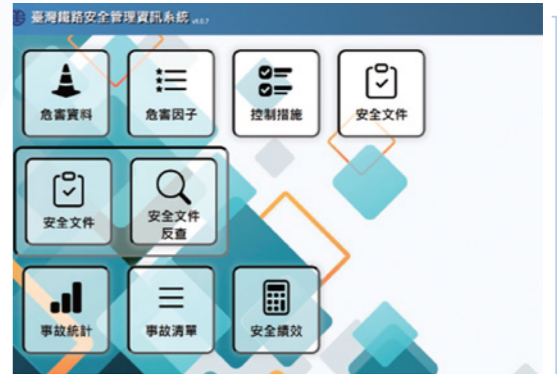 臺灣鐵路安全管理資訊系統
危害資料
危害因子
控制措施
安全文件
安全文件
安全文件
反查
事故統計
事故清單
安全績效